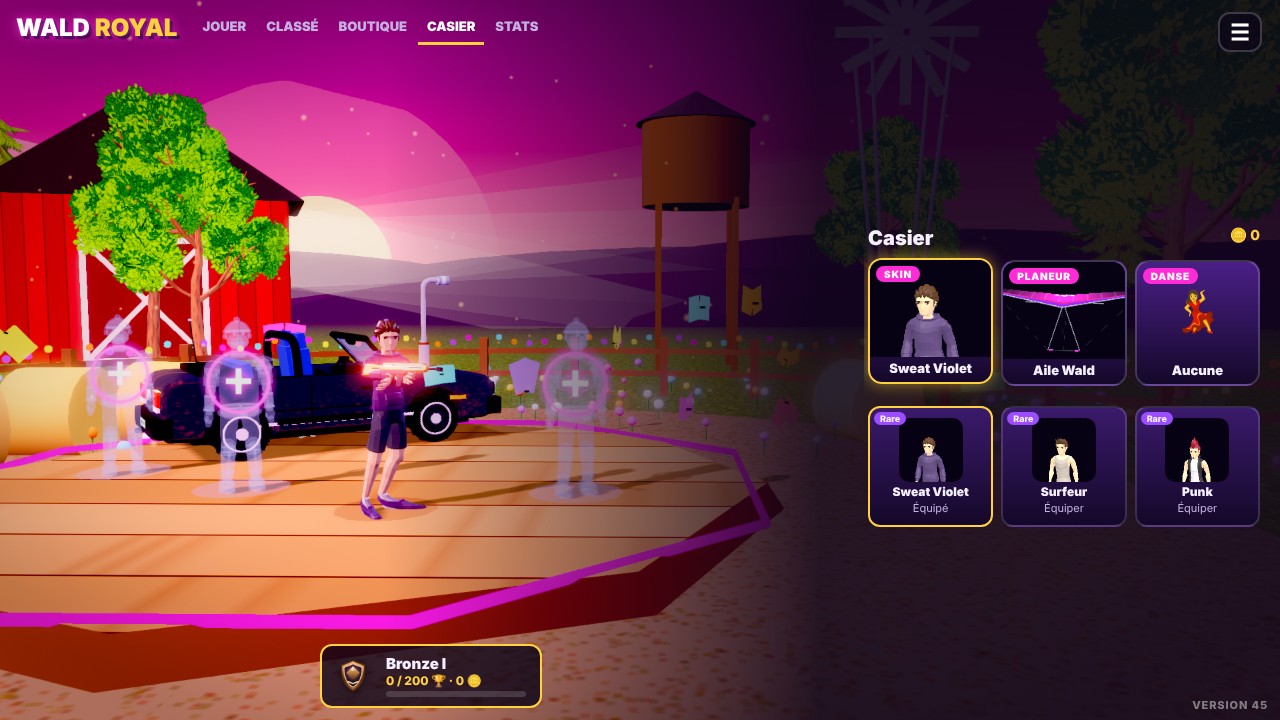 WALD ROYAL
JOUER CLASSÉ BOUTIQUE CASIER STATS
Casier
0
SKIN
Sweat Violet
PLANEUR
Aile Wald
DANSE
Aucune
Rare
Sweat Violet
Équipé
Rare
Surfeur
Équiper
Rare
Punk
Équiper
Bronze I
0 / 200 🏆 · 0 🪙
VERSION 45